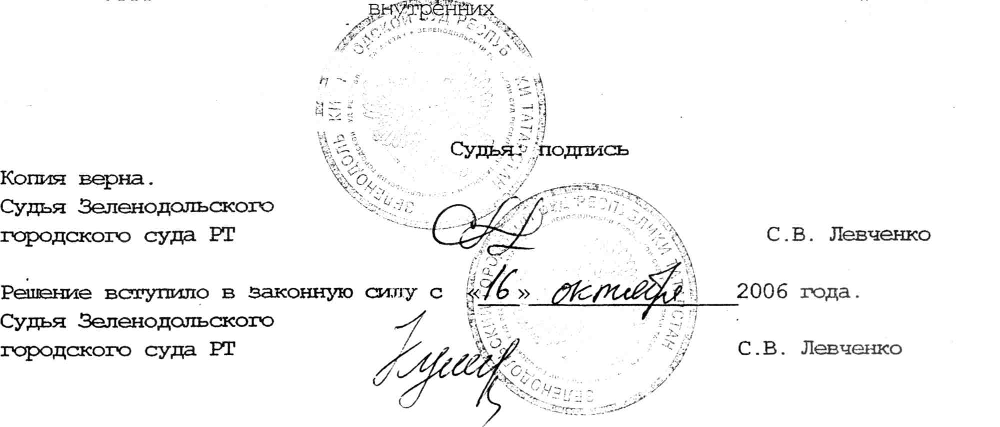 внутренних
Судья: подпись
Копия верна.
Судья Зеленодольского
городского суда РТ С.В. Левченко
Решение вступило в законную силу с «16» октября 2006 года.
Судья Зеленодольского
городского суда РТ С.В. Левченко